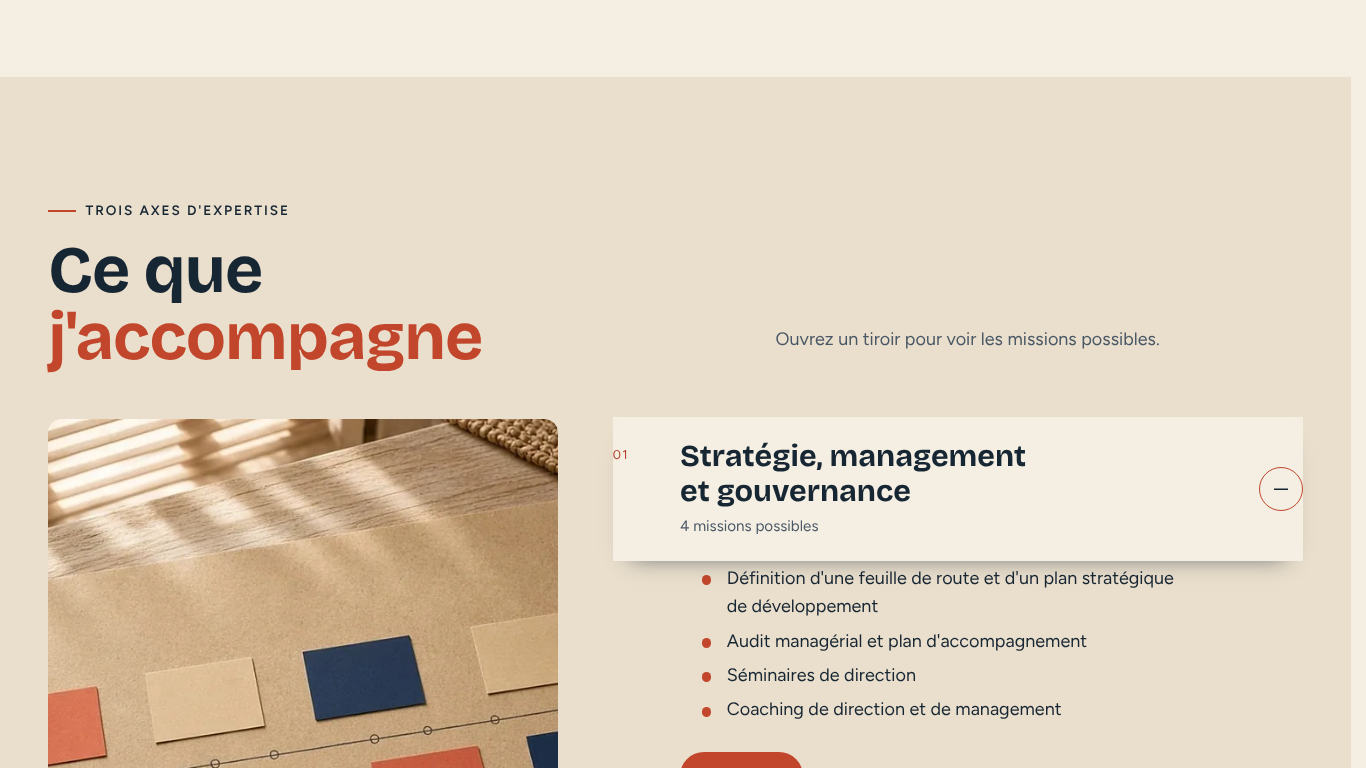 TROIS AXES D'EXPERTISE
Ce que
j'accompagne
Ouvrez un tiroir pour voir les missions possibles.
01
Stratégie, management
et gouvernance
4 missions possibles
Définition d'une feuille de route et d'un plan stratégique
de développement
Audit managérial et plan d'accompagnement
Séminaires de direction
Coaching de direction et de management